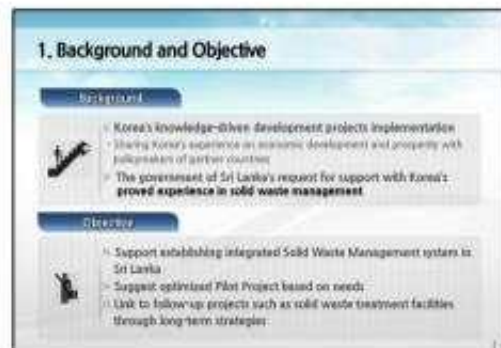 1. Background and Objective
Background
Korea's knowledge-driven development projects implementation
Sharing Korea's experience on economic development and prosperity with
policymakers of partner countries
The government of Sri Lanka's request for support with Korea's
proved experience in solid waste management
Objective
Support establishing integrated Solid Waste Management system in
Sri Lanka
Suggest optimized Pilot Project based on needs
Link to follow-up projects such as solid waste treatment facilities
through long-term strategies